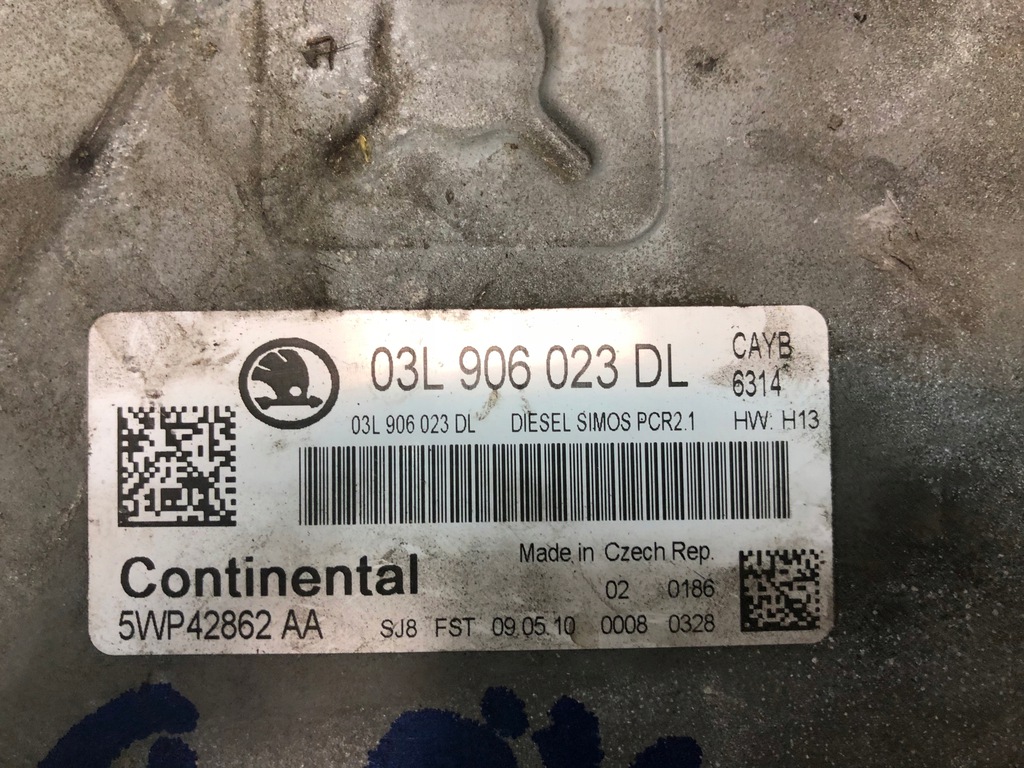 03L 906 023 DL CAYB
6314
03L 906 023 DL DIESEL SIMOS PCR2.1 HW: H13
Made in Czech Rep.
Continental
02 0186
5WP42862 AA SJ8 FST 09.05.10 0008 0328